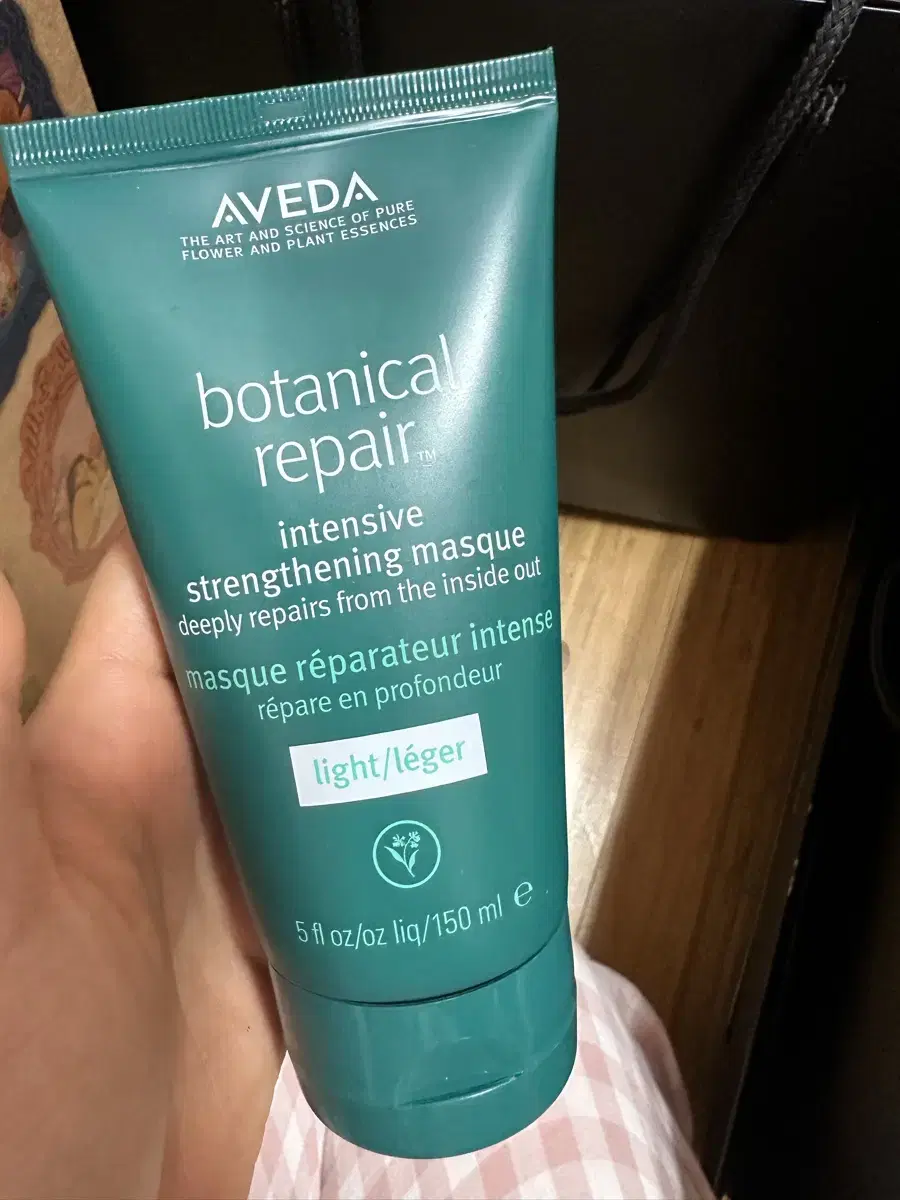 AVEDA
THE ART AND SCIENCE OF PURE
FLOWER AND PLANT ESSENCES
botanical
repair™
intensive
strengthening masque
deeply repairs from the inside out
masque réparateur intense
répare en profondeur
light/léger
5 fl oz/oz liq/150 ml ℮